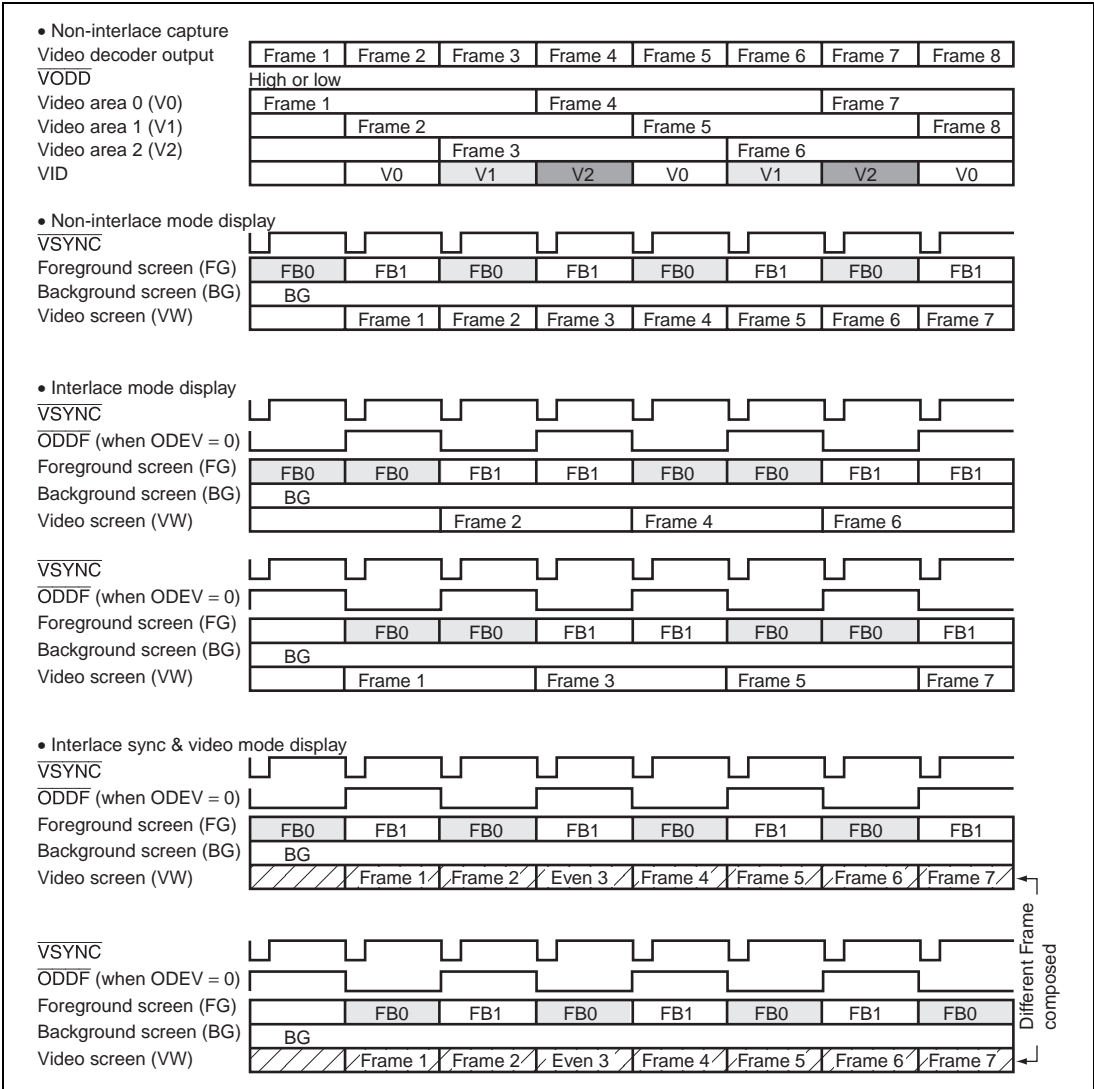 • Non-interlace capture
Video decoder output Frame 1 Frame 2 Frame 3 Frame 4 Frame 5 Frame 6 Frame 7 Frame 8
VODD High or low
Video area 0 (V0) Frame 1 Frame 4 Frame 7
Video area 1 (V1) Frame 2 Frame 5 Frame 8
Video area 2 (V2) Frame 3 Frame 6
VID V0 V1 V2 V0 V1 V2 V0
• Non-interlace mode display
VSYNC
Foreground screen (FG) FB0 FB1 FB0 FB1 FB0 FB1 FB0 FB1
Background screen (BG) BG
Video screen (VW) Frame 1 Frame 2 Frame 3 Frame 4 Frame 5 Frame 6 Frame 7
• Interlace mode display
VSYNC
ODDF (when ODEV = 0)
Foreground screen (FG) FB0 FB0 FB1 FB1 FB0 FB0 FB1 FB1
Background screen (BG) BG
Video screen (VW) Frame 2 Frame 4 Frame 6
VSYNC
ODDF (when ODEV = 0)
Foreground screen (FG) FB0 FB0 FB1 FB1 FB0 FB0 FB1
Background screen (BG) BG
Video screen (VW) Frame 1 Frame 3 Frame 5 Frame 7
• Interlace sync & video mode display
VSYNC
ODDF (when ODEV = 0)
Foreground screen (FG) FB0 FB1 FB0 FB1 FB0 FB1 FB0 FB1
Background screen (BG) BG
Video screen (VW) Frame 1 Frame 2 Even 3 Frame 4 Frame 5 Frame 6 Frame 7
VSYNC
ODDF (when ODEV = 0)
Foreground screen (FG) FB0 FB1 FB0 FB1 FB0 FB1 FB0
Background screen (BG) BG
Video screen (VW) Frame 1 Frame 2 Even 3 Frame 4 Frame 5 Frame 6 Frame 7
Different Frame
composed